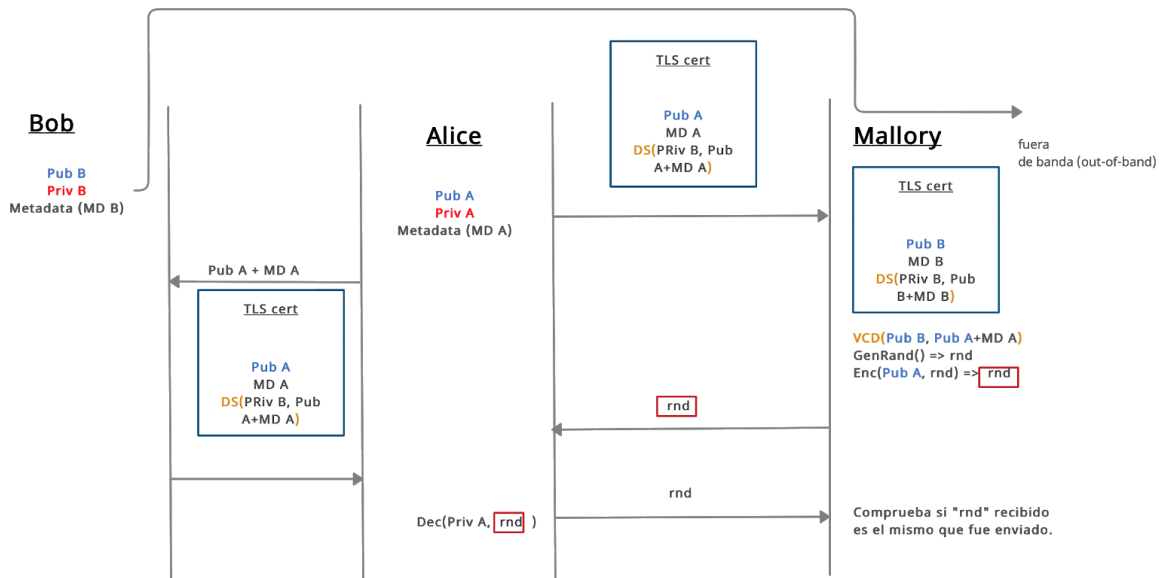 Bob
Pub B
Priv B
Metadata (MD B)
Pub A + MD A
TLS cert
Pub A
MD A
DS(PRiv B, Pub
A+MD A)
Alice
Pub A
Priv A
Metadata (MD A)
Dec(Priv A, rnd )
TLS cert
Pub A
MD A
DS(PRiv B, Pub
A+MD A)
rnd
rnd
Mallory
fuera
de banda (out-of-band)
TLS cert
Pub B
MD B
DS(PRiv B, Pub
B+MD B)
VCD(Pub B, Pub A+MD A)
GenRand() => rnd
Enc(Pub A, rnd) => rnd
Comprueba si "rnd" recibido
es el mismo que fue enviado.